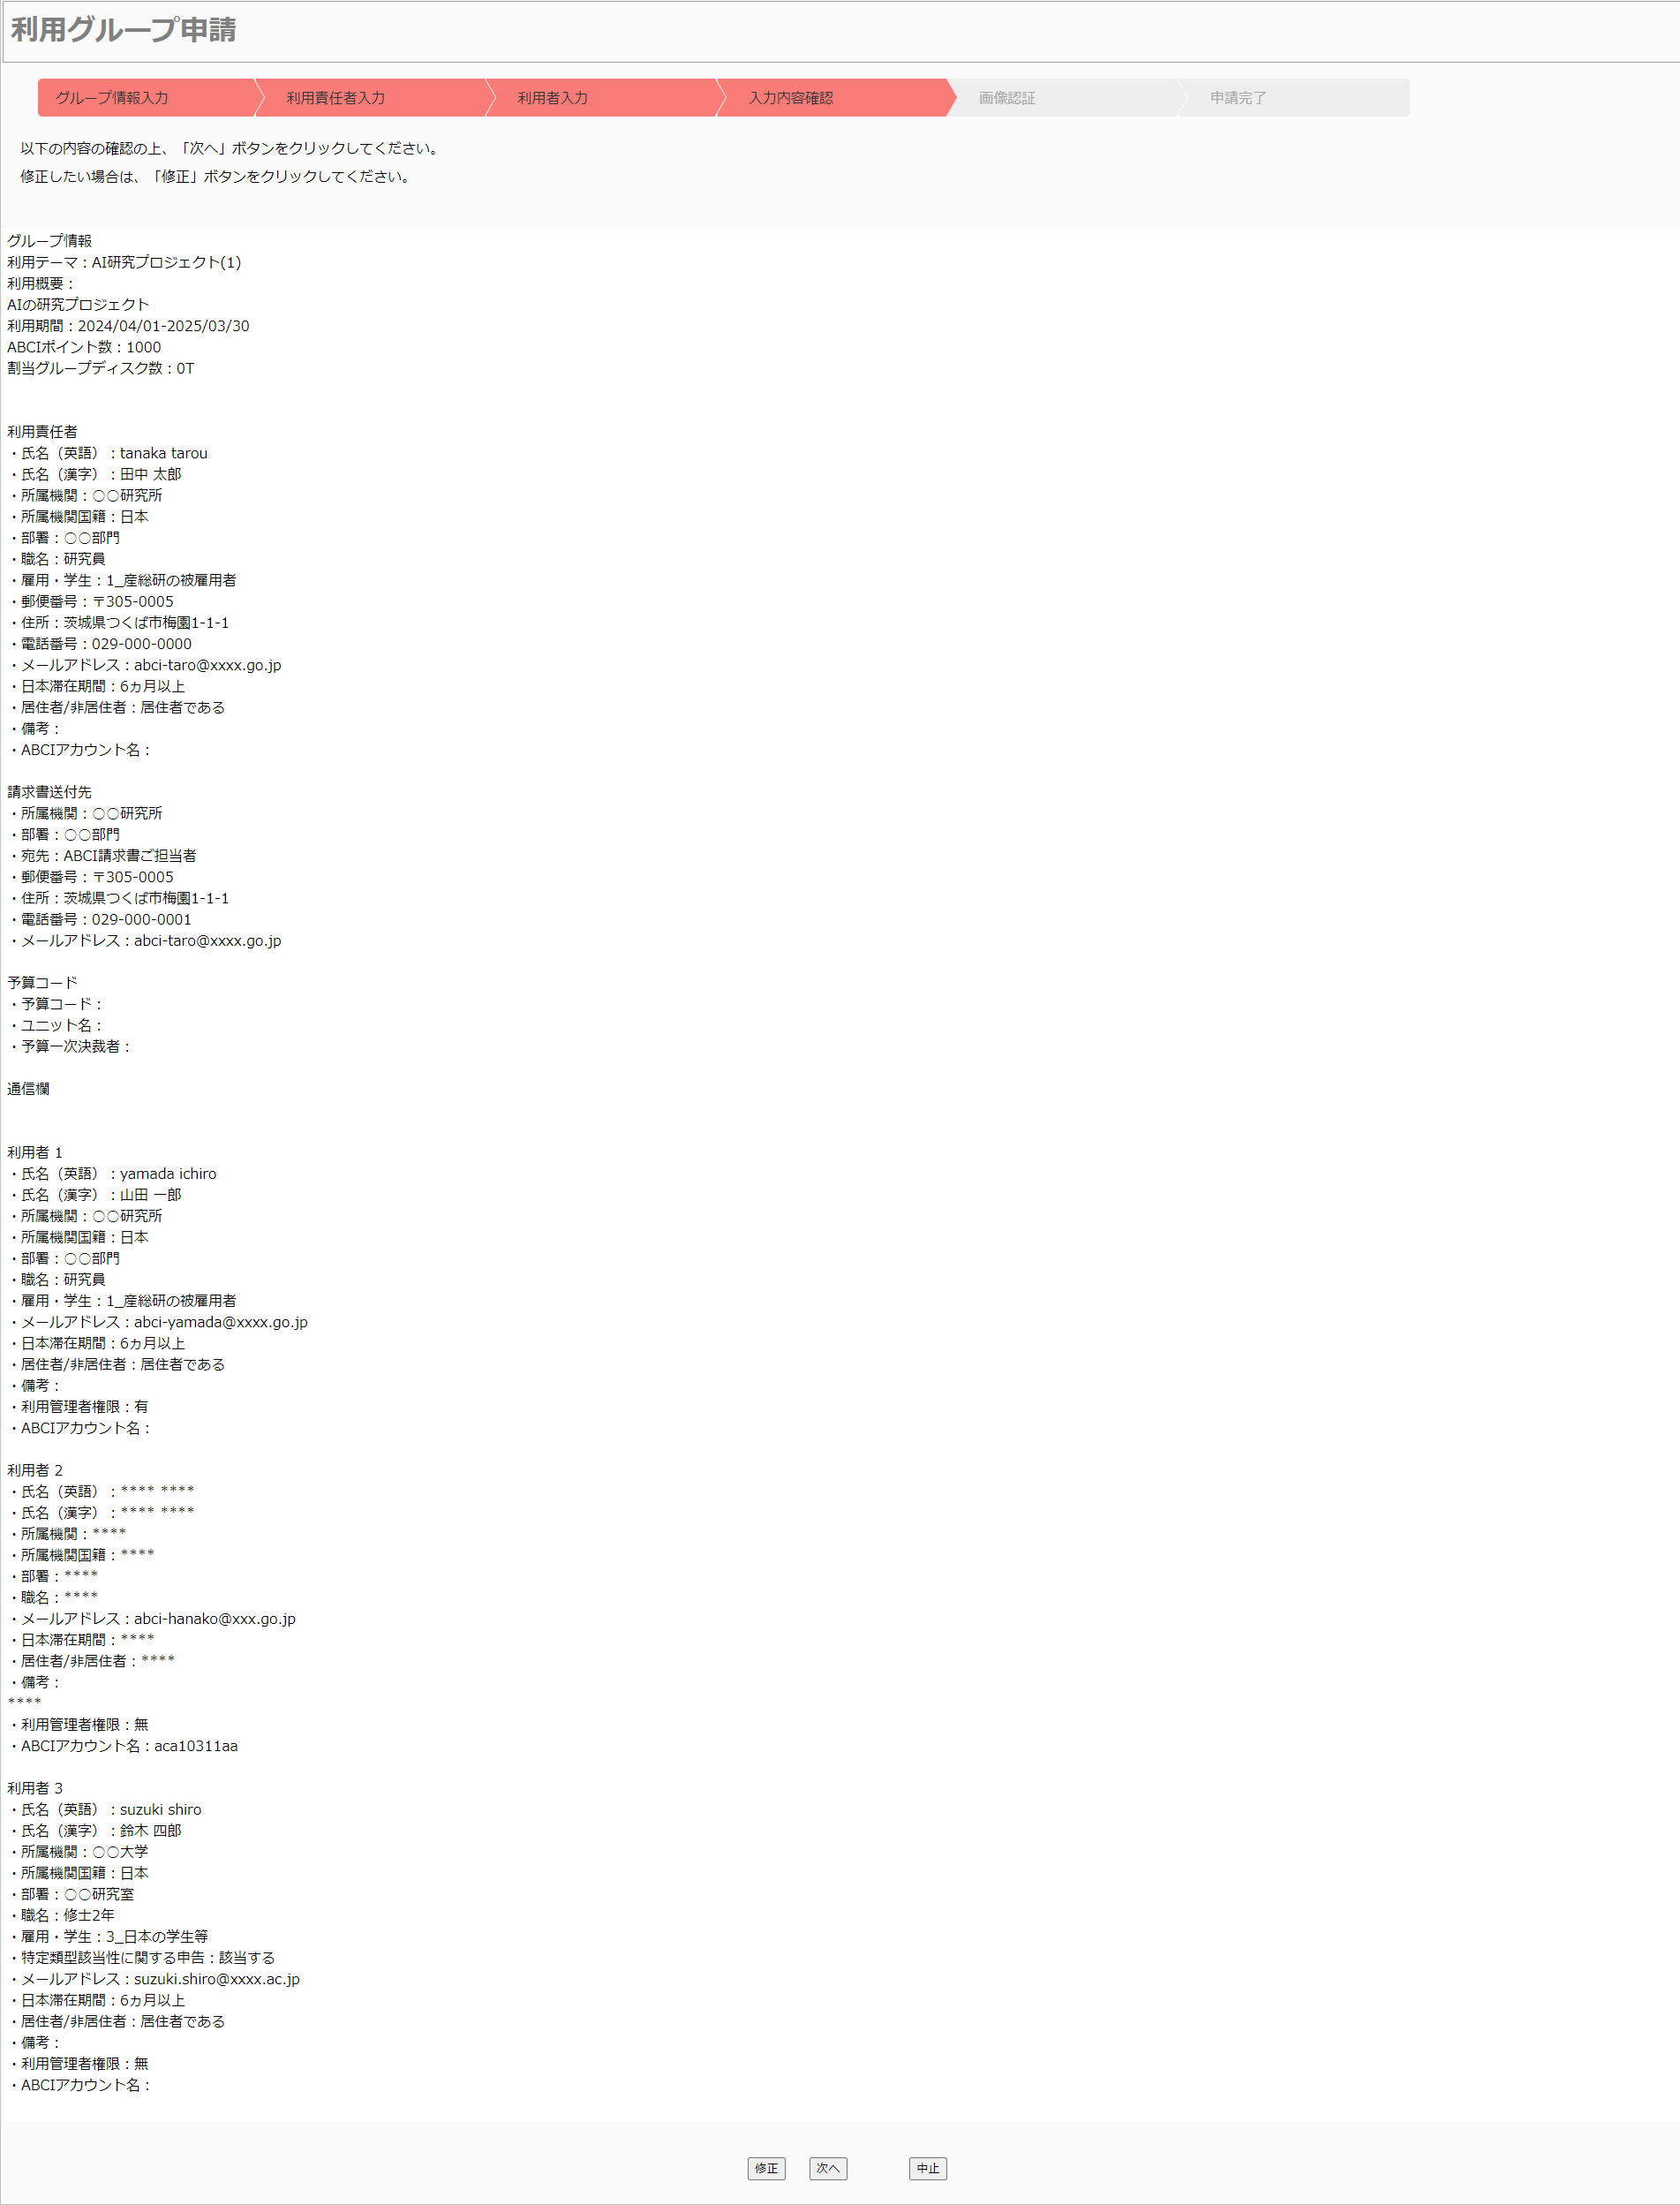 利用グループ申請
グループ情報入力
利用責任者入力
利用者入力
入力内容確認
画像認証
申請完了
以下の内容の確認の上、「次へ」ボタンをクリックしてください。
修正したい場合は、「修正」ボタンをクリックしてください。
グループ情報
利用テーマ：AI研究プロジェクト(1)
利用概要：
AIの研究プロジェクト
利用期間：2024/04/01-2025/03/30
ABCIポイント数：1000
割当グループディスク数：0T
利用責任者
・氏名（英語）：tanaka tarou
・氏名（漢字）：田中 太郎
・所属機関：○○研究所
・所属機関国籍：日本
・部署：○○部門
・職名：研究員
・雇用・学生：1_産総研の被雇用者
・郵便番号：〒305-0005
・住所：茨城県つくば市梅園1-1-1
・電話番号：029-000-0000
・メールアドレス：abci-taro@xxxx.go.jp
・日本滞在期間：6ヵ月以上
・居住者/非居住者：居住者である
・備考：
・ABCIアカウント名：
請求書送付先
・所属機関：○○研究所
・部署：○○部門
・宛先：ABCI請求書ご担当者
・郵便番号：〒305-0005
・住所：茨城県つくば市梅園1-1-1
・電話番号：029-000-0001
・メールアドレス：abci-taro@xxxx.go.jp
予算コード
・予算コード：
・ユニット名：
・予算一次決裁者：
通信欄
利用者 1
・氏名（英語）：yamada ichiro
・氏名（漢字）：山田 一郎
・所属機関：○○研究所
・所属機関国籍：日本
・部署：○○部門
・職名：研究員
・雇用・学生：1_産総研の被雇用者
・メールアドレス：abci-yamada@xxxx.go.jp
・日本滞在期間：6ヵ月以上
・居住者/非居住者：居住者である
・備考：
・利用管理者権限：有
・ABCIアカウント名：
利用者 2
・氏名（英語）：**** ****
・氏名（漢字）：**** ****
・所属機関：****
・所属機関国籍：****
・部署：****
・職名：****
・メールアドレス：abci-hanako@xxx.go.jp
・日本滞在期間：****
・居住者/非居住者：****
・備考：
****
・利用管理者権限：無
・ABCIアカウント名：aca10311aa
利用者 3
・氏名（英語）：suzuki shiro
・氏名（漢字）：鈴木 四郎
・所属機関：○○大学
・所属機関国籍：日本
・部署：○○研究室
・職名：修士2年
・雇用・学生：3_日本の学生等
・特定類型該当性に関する申告：該当する
・メールアドレス：suzuki.shiro@xxxx.ac.jp
・日本滞在期間：6ヵ月以上
・居住者/非居住者：居住者である
・備考：
・利用管理者権限：無
・ABCIアカウント名：
修正
次へ
中止